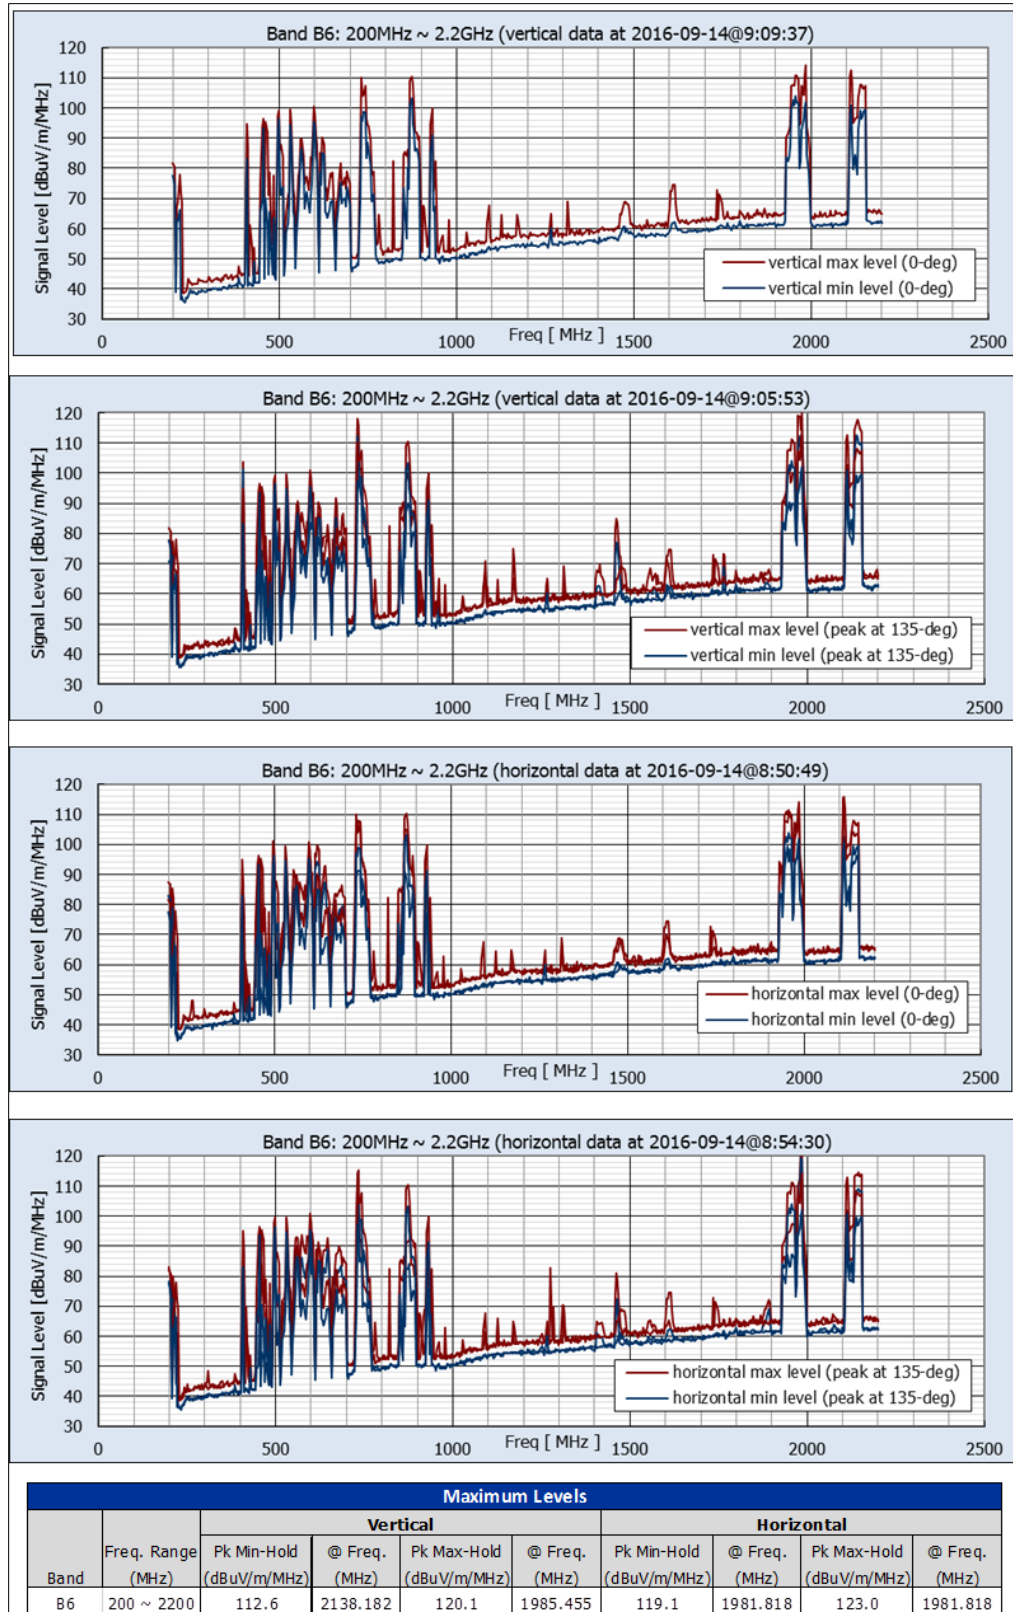 Band B6: 200MHz ~ 2.2GHz (vertical data at 2016-09-14@9:09:37)
Signal Level [dBuV/m/MHz]
120
110
100
90
80
70
60
50
40
30
vertical max level (0-deg)
vertical min level (0-deg)
0 500 1000 1500 2000 2500
Freq [ MHz ]
Band B6: 200MHz ~ 2.2GHz (vertical data at 2016-09-14@9:05:53)
Signal Level [dBuV/m/MHz]
120
110
100
90
80
70
60
50
40
30
vertical max level (peak at 135-deg)
vertical min level (peak at 135-deg)
0 500 1000 1500 2000 2500
Freq [ MHz ]
Band B6: 200MHz ~ 2.2GHz (horizontal data at 2016-09-14@8:50:49)
Signal Level [dBuV/m/MHz]
120
110
100
90
80
70
60
50
40
30
horizontal max level (0-deg)
horizontal min level (0-deg)
0 500 1000 1500 2000 2500
Freq [ MHz ]
Band B6: 200MHz ~ 2.2GHz (horizontal data at 2016-09-14@8:54:30)
Signal Level [dBuV/m/MHz]
120
110
100
90
80
70
60
50
40
30
horizontal max level (peak at 135-deg)
horizontal min level (peak at 135-deg)
0 500 1000 1500 2000 2500
Freq [ MHz ]
Maximum Levels
Vertical Horizontal
Freq. Range Pk Min-Hold @ Freq. Pk Max-Hold @ Freq. Pk Min-Hold @ Freq. Pk Max-Hold @ Freq.
Band (MHz) (dBuV/m/MHz) (MHz) (dBuV/m/MHz) (MHz) (dBuV/m/MHz) (MHz) (dBuV/m/MHz) (MHz)
B6 200 ~ 2200 112.6 2138.182 120.1 1985.455 119.1 1981.818 123.0 1981.818